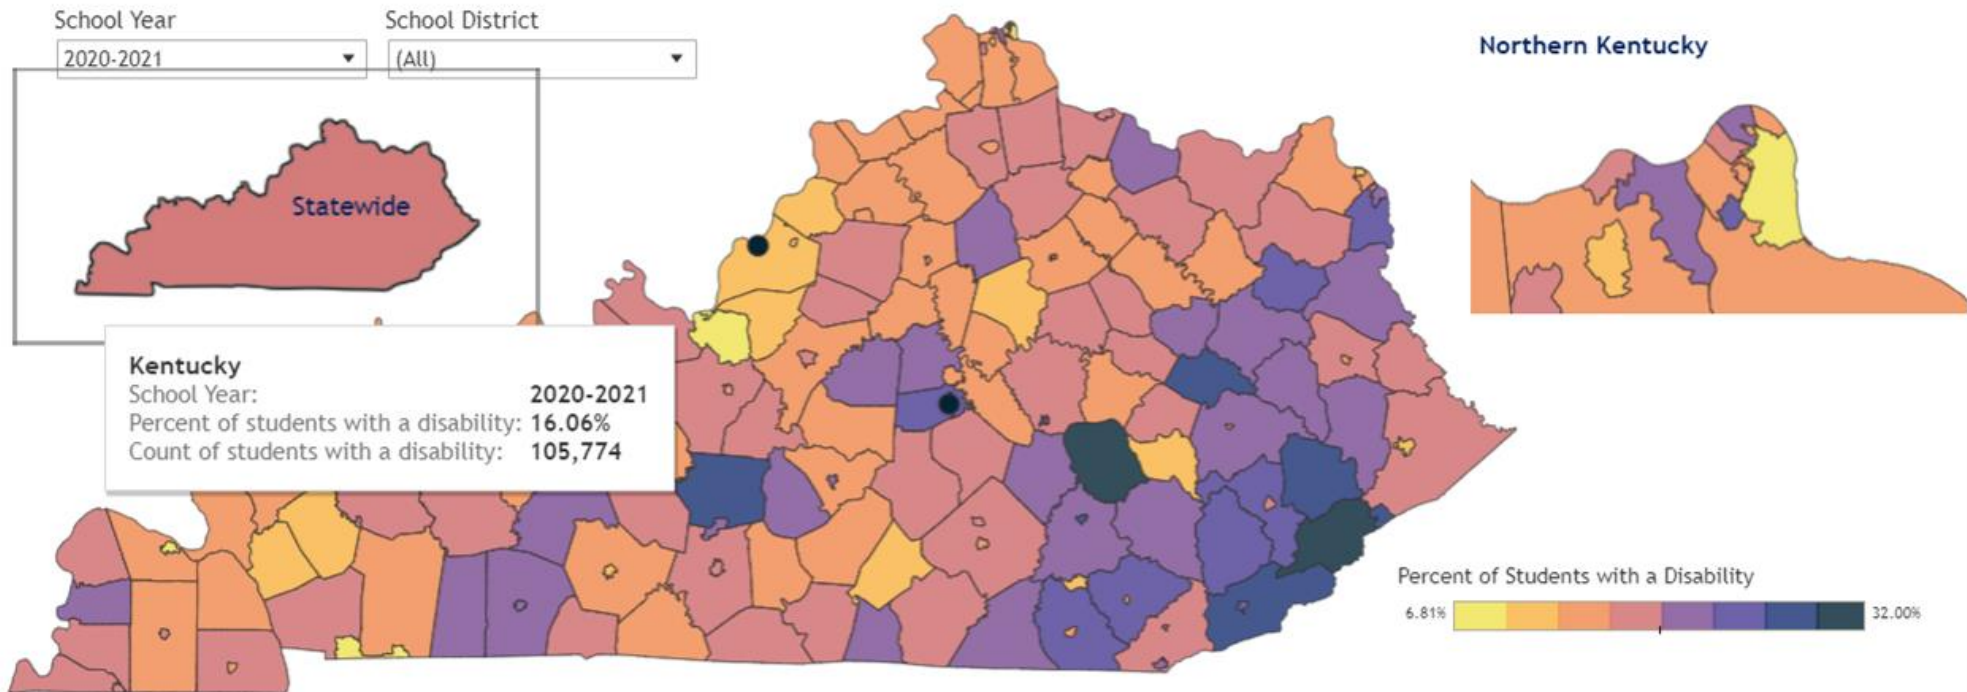 School Year
School District
2020-2021
(All)
Northern Kentucky
Statewide
Kentucky
School Year: 2020-2021
Percent of students with a disability: 16.06%
Count of students with a disability: 105,774
Percent of Students with a Disability
6.81% 32.00%